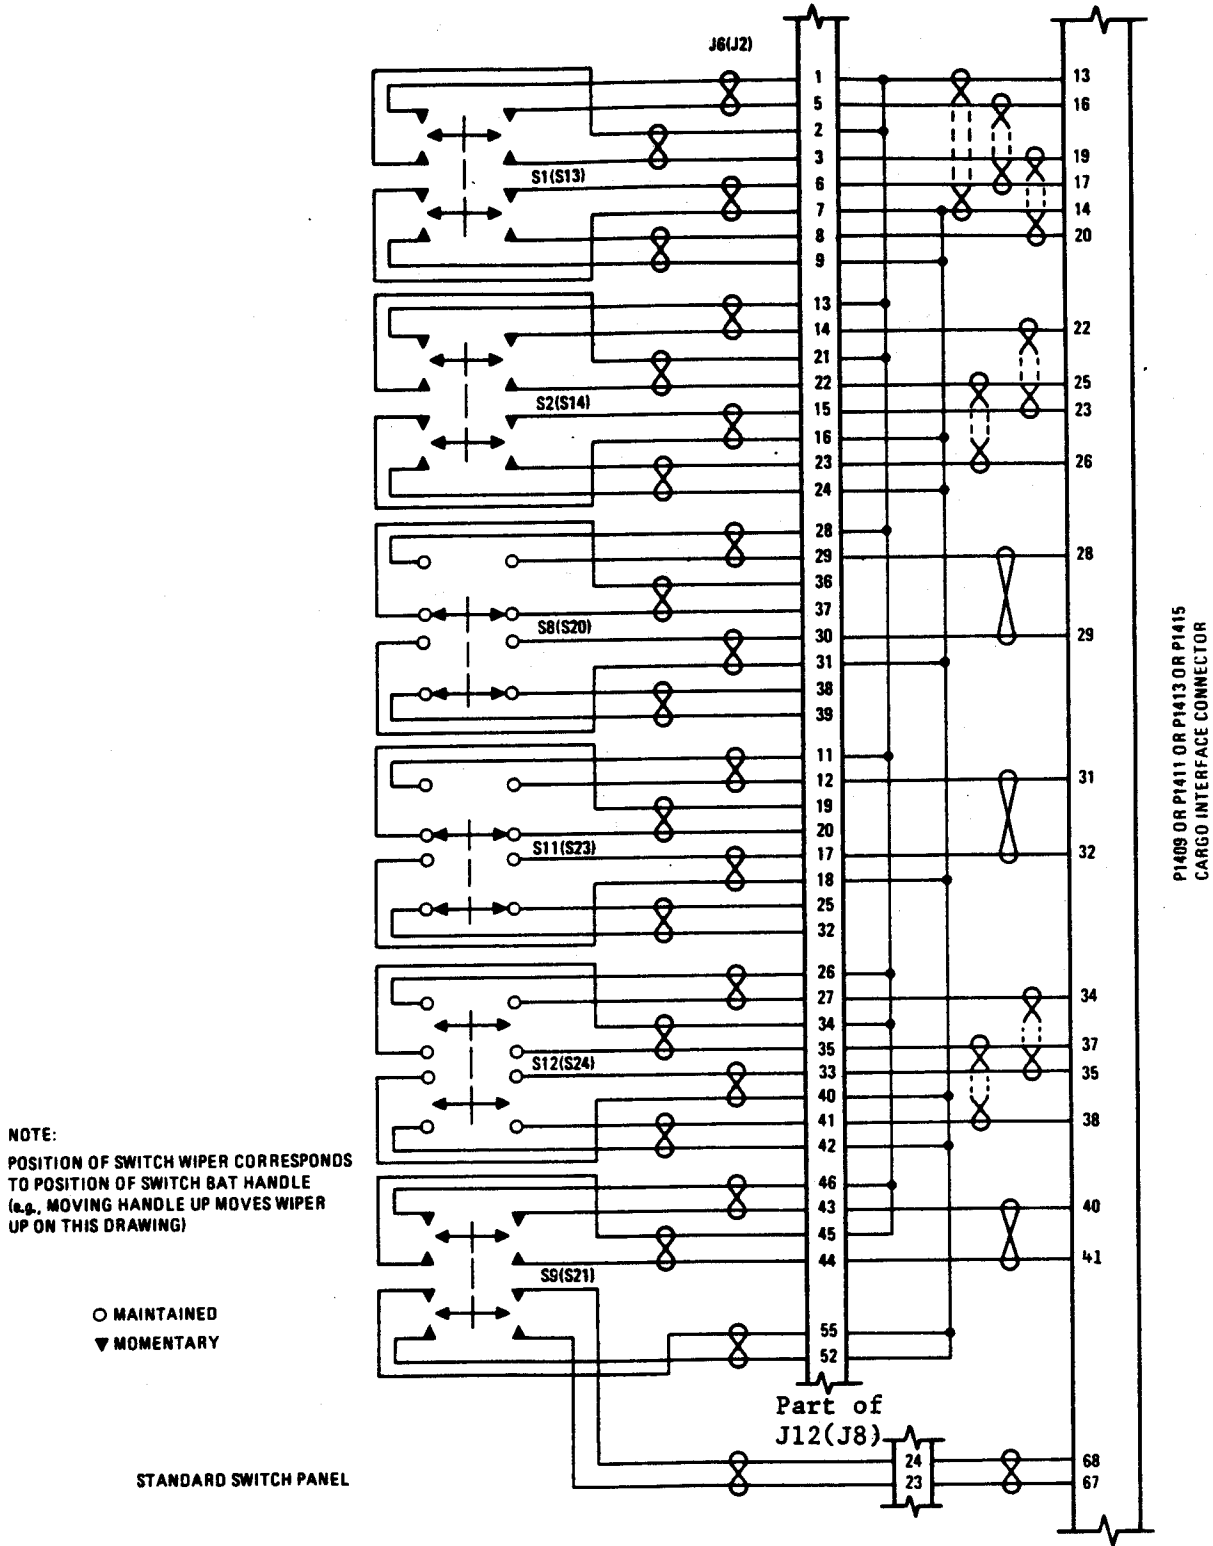 J6(J2)
1 13
5 16
2
3 19
S1(S13)
6 17
7 14
8 20
9
13
14 22
21
22 25
S2(S14)
15 23
16
23 26
24
28
29 28
36
37
S8(S20)
30 29
31
38
39
11
12 31
19
20
S11(S23)
17 32
18
25
32
26
27 34
34
35 37
S12(S24)
33 35
40
41 38
42
46
43 40
45
44 41
S9(S21)
55
52
Part of
J12(J8)
24 68
23 67
P1409 OR P1411 OR P1413 OR P1415
CARGO INTERFACE CONNECTOR
NOTE:
POSITION OF SWITCH WIPER CORRESPONDS
TO POSITION OF SWITCH BAT HANDLE
(e.g., MOVING HANDLE UP MOVES WIPER
UP ON THIS DRAWING)
MAINTAINED
MOMENTARY
STANDARD SWITCH PANEL